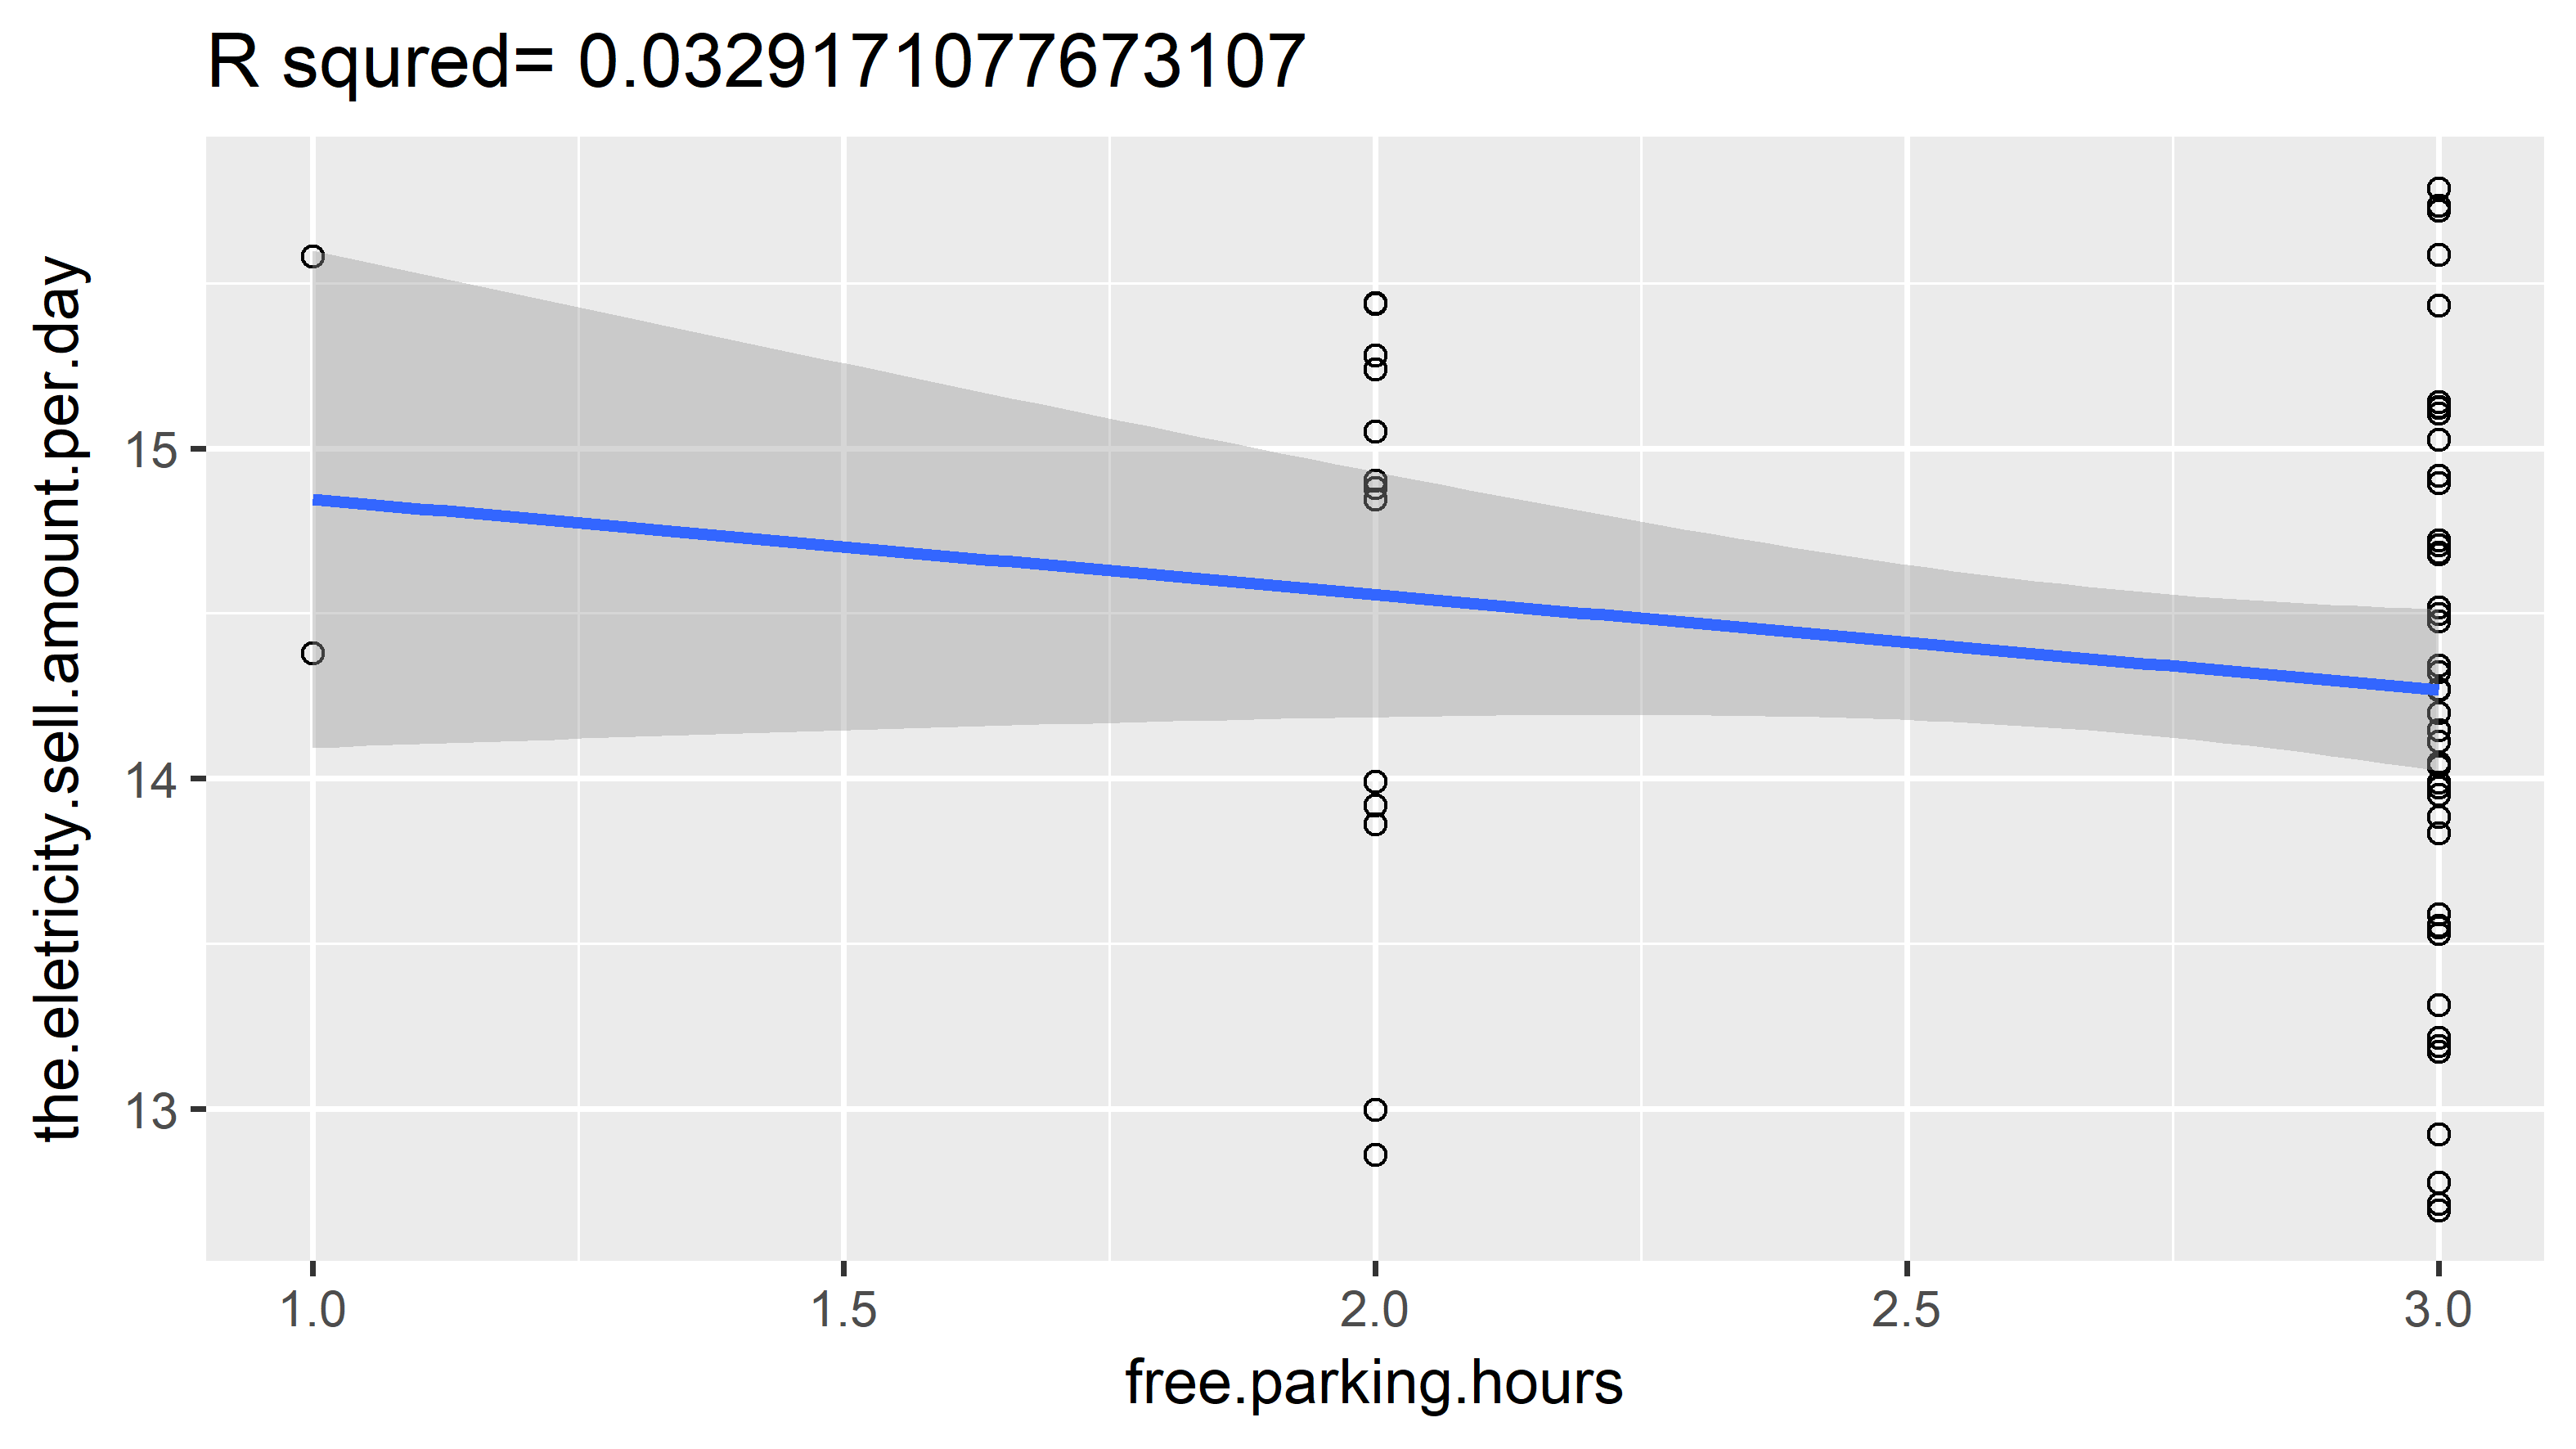 R squred= 0.0329171077673107
the.eletricity.sell.amount.per.day
15
14
13
1.0 1.5 2.0 2.5 3.0
free.parking.hours